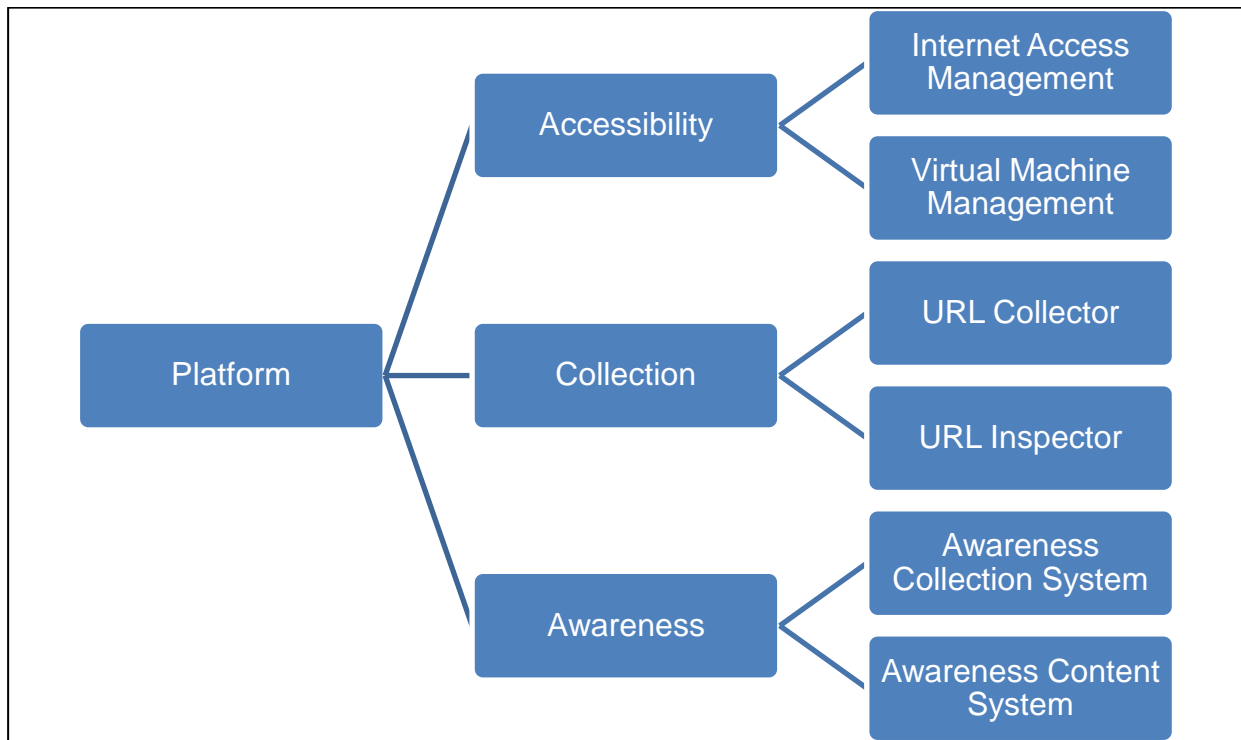 Platform
Accessibility
Internet Access
Management
Virtual Machine
Management
Collection
URL Collector
URL Inspector
Awareness
Awareness
Collection System
Awareness Content
System